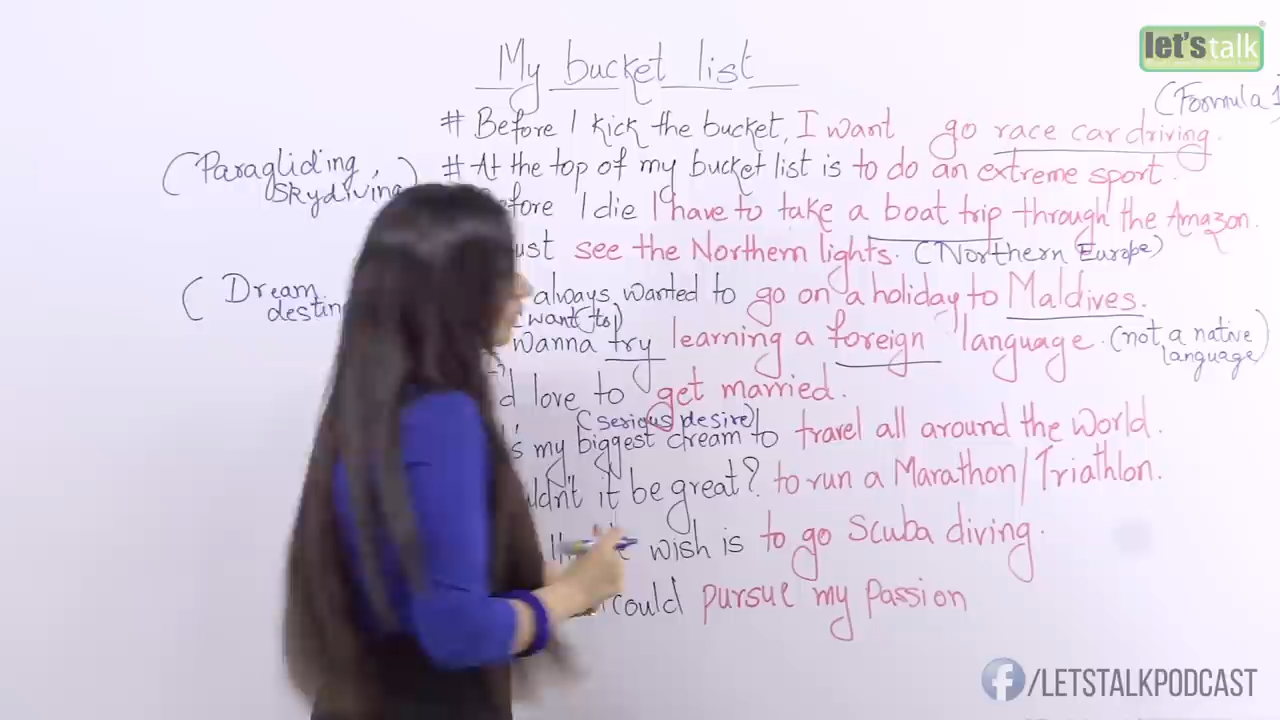 let's talk
My bucket list
(Formula 1
# Before I kick the bucket, I want go race car driving.
(Paragliding, skydiving)
# At the top of my bucket list is to do an extreme sport.
efore I die I have to take a boat trip through the Amazon.
ust see the Northern lights. (Northern Europe)
(Dream destin
always wanted to go on a holiday to Maldives.
(want to)
wanna try learning a foreign language. (not a native language)
'd love to get married.
(serious desire)
's my biggest dream to travel all around the World.
uldn't it be great? to run a Marathon/Triathlon.
wish is to go Scuba diving.
I could pursue my Passion
f/LETSTALKPODCAST